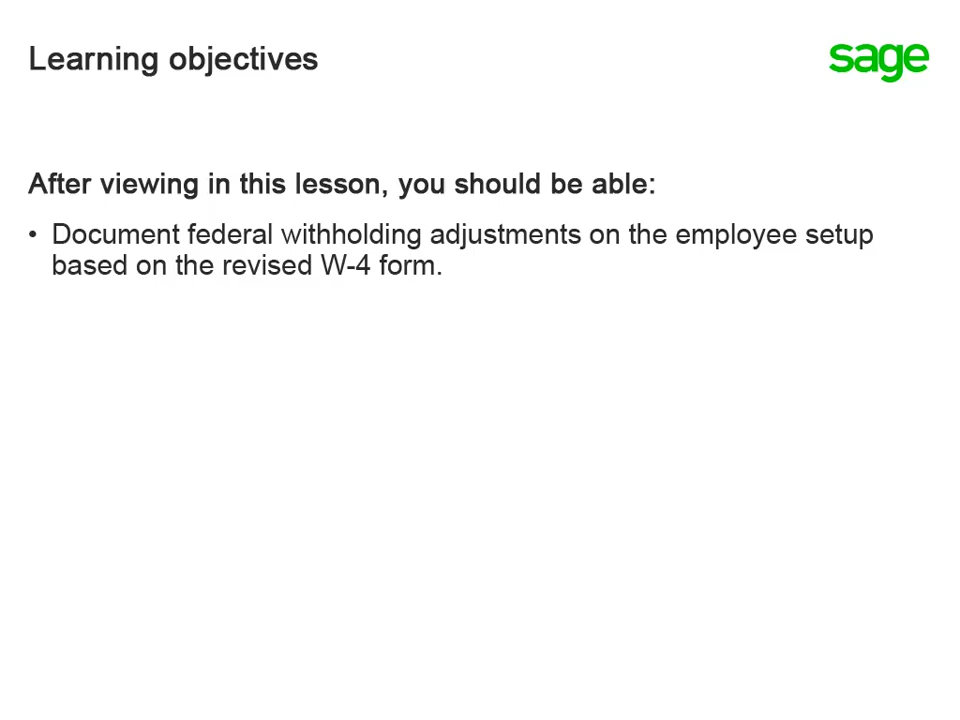 Learning objectives
sage
After viewing in this lesson, you should be able:
• Document federal withholding adjustments on the employee setup
based on the revised W-4 form.